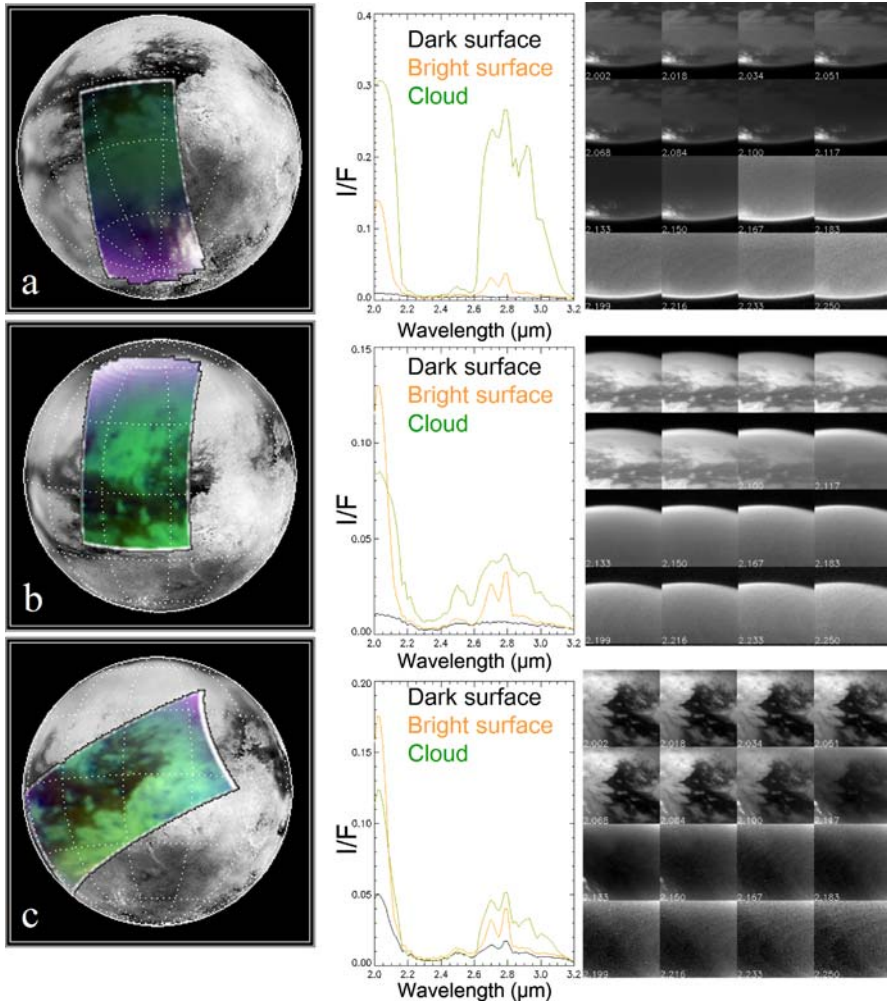 a
I/F
0.4
0.3
0.2
0.1
0.0
Dark surface
Bright surface
Cloud
2.0 2.2 2.4 2.6 2.8 3.0 3.2
Wavelength (µm)
2.002 2.018 2.034 2.051
2.068 2.084 2.100 2.117
2.133 2.150 2.167 2.183
2.199 2.216 2.233 2.250
b
I/F
0.15
0.10
0.05
0.00
Dark surface
Bright surface
Cloud
2.0 2.2 2.4 2.6 2.8 3.0 3.2
Wavelength (µm)
2.100 2.117
2.133 2.150 2.167 2.183
2.199 2.216 2.233 2.250
c
I/F
0.20
0.15
0.10
0.05
0.00
Dark surface
Bright surface
Cloud
2.0 2.2 2.4 2.6 2.8 3.0 3.2
Wavelength (µm)
2.002 2.018 2.034 2.051
2.068 2.084 2.100
2.133 2.150 2.167 2.183
2.199 2.216 2.233 2.250